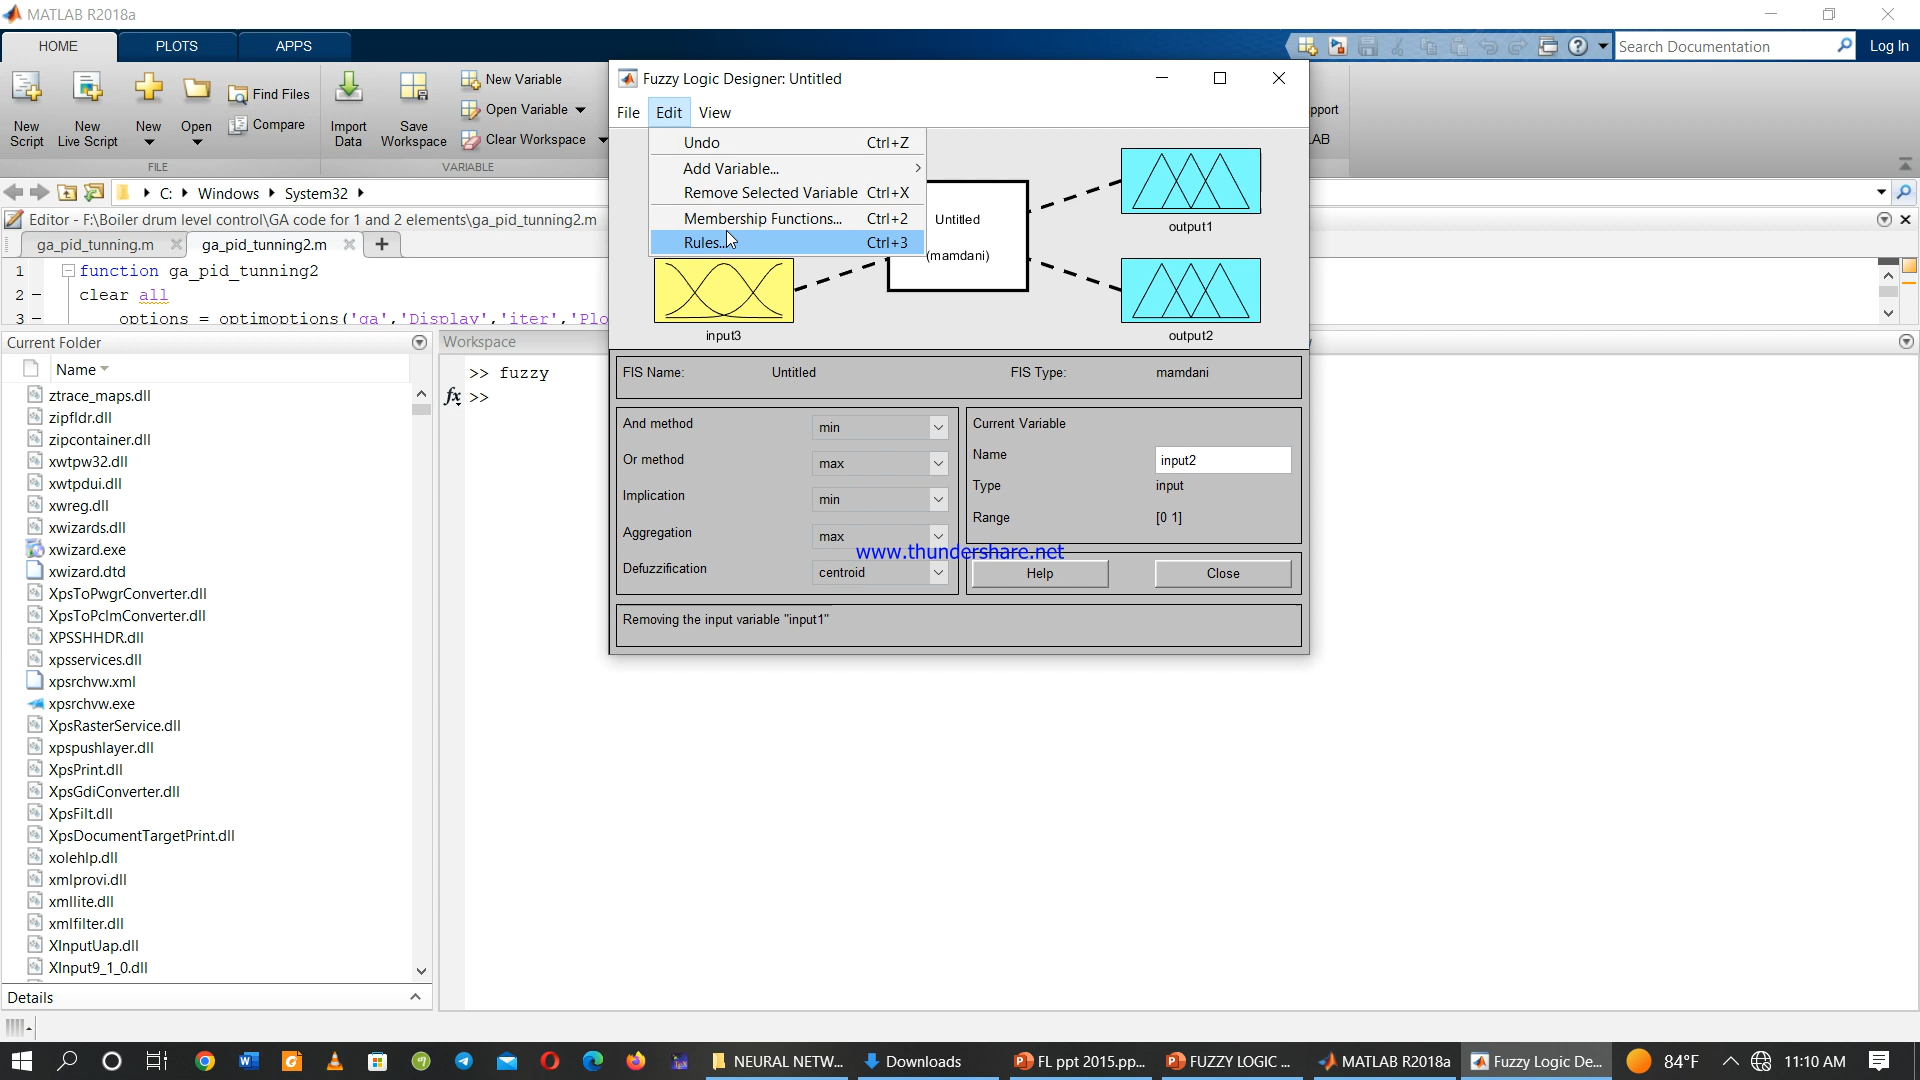 MATLAB R2018a
HOME PLOTS APPS
Search Documentation
Log In
New Script
New Live Script
New
Open
Find Files
Compare
Import Data
Save Workspace
New Variable
Open Variable
Clear Workspace
FILE
VARIABLE
C: Windows System32
Editor - F:\Boiler drum level control\GA code for 1 and 2 elements\ga_pid_tunning2.m
ga_pid_tunning.m ga_pid_tunning2.m
1 function ga_pid_tunning2
2 – clear all
3 – options = optimoptions('ga','Display','iter','Plo
Current Folder
Workspace
Name
ztrace_maps.dll
zipfldr.dll
zipcontainer.dll
xwtpw32.dll
xwtpdui.dll
xwreg.dll
xwizards.dll
xwizard.exe
xwizard.dtd
XpsToPwgrConverter.dll
XpsToPclmConverter.dll
XPSSHHDR.dll
xpsservices.dll
xpsrchvw.xml
xpsrchvw.exe
XpsRasterService.dll
xpspushlayer.dll
XpsPrint.dll
XpsGdiConverter.dll
XpsFilt.dll
XpsDocumentTargetPrint.dll
xolehlp.dll
xmlprovi.dll
xmllite.dll
xmlfilter.dll
XInputUap.dll
XInput9_1_0.dll
Details
>> fuzzy
fx >>
Fuzzy Logic Designer: Untitled
File Edit View
Undo Ctrl+Z
Add Variable...
Remove Selected Variable Ctrl+X
Membership Functions... Ctrl+2
Rules... Ctrl+3
Untitled
(mamdani)
input3
output1
output2
FIS Name: Untitled FIS Type: mamdani
And method min
Or method max
Implication min
Aggregation max
Defuzzification centroid
Current Variable
Name input2
Type input
Range [0 1]
Help Close
www.thundershare.net
Removing the input variable "input1"
pport
AB
NEURAL NETW... Downloads FL ppt 2015.pp... FUZZY LOGIC ... MATLAB R2018a Fuzzy Logic De... 84°F 11:10 AM